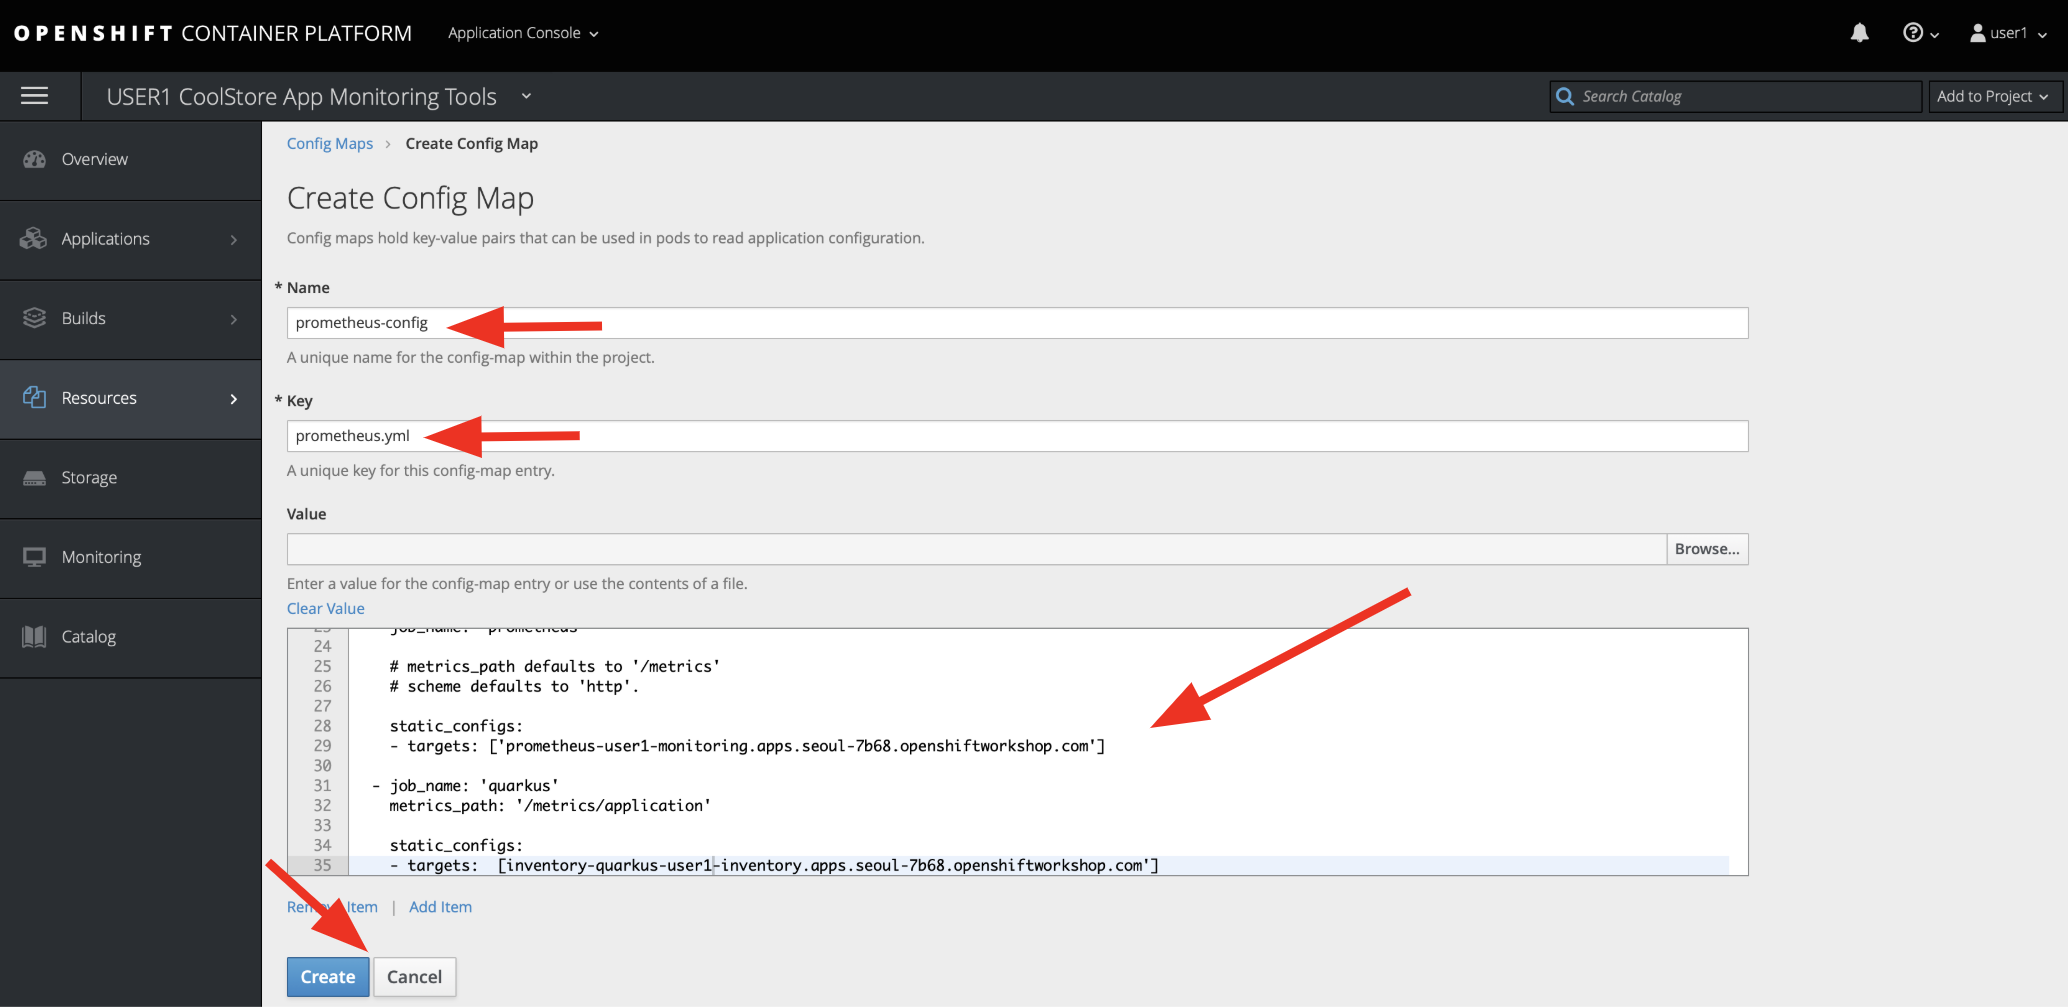 OPENSHIFT CONTAINER PLATFORM Application Console user1
USER1 CoolStore App Monitoring Tools Search Catalog Add to Project
Overview
Applications
Builds
Resources
Storage
Monitoring
Catalog
Config Maps › Create Config Map
Create Config Map
Config maps hold key-value pairs that can be used in pods to read application configuration.
* Name
prometheus-config
A unique name for the config-map within the project.
* Key
prometheus.yml
A unique key for this config-map entry.
Value
Browse...
Enter a value for the config-map entry or use the contents of a file.
Clear Value
23 job_name: 'prometheus'
24
25 # metrics_path defaults to '/metrics'
26 # scheme defaults to 'http'.
27
28 static_configs:
29 - targets: ['prometheus-user1-monitoring.apps.seoul-7b68.openshiftworkshop.com']
30
31 - job_name: 'quarkus'
32 metrics_path: '/metrics/application'
33
34 static_configs:
35 - targets: [inventory-quarkus-user1-inventory.apps.seoul-7b68.openshiftworkshop.com']
Item | Add Item
Create Cancel